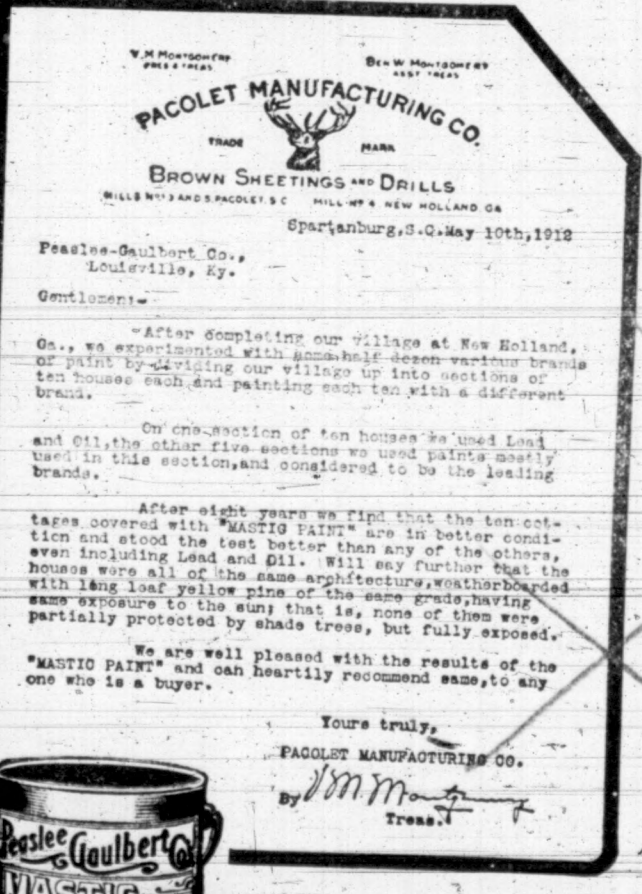 V.M MONTGOMERY
PRES & TREAS
BEN W MONTGOMERY
ASST TREAS
PACOLET MANUFACTURING CO.
TRADE MARK
BROWN SHEETINGS AND DRILLS
MILLS Nos 1 3 AND 5 PACOLET. S C MILL No 4 NEW HOLLAND GA
Spartanburg, S.C. May 10th, 1912
Peaslee-Gaulbert Co.,
Louisville, Ky.
Gentlemen:-
After completing our village at New Holland,
Ga., we experimented with some half dozen various brands
of paint by dividing our village up into sections of
ten houses each and painting each ten with a different
brand.
On one section of ten houses we used Lead
and Oil, the other five sections we used paints mostly
used in this section, and considered to be the leading
brands.
After eight years we find that the ten cot-
tages covered with "MASTIC PAINT" are in better condi-
tion and stood the test better than any of the others,
even including Lead and Oil. Will say further that the
houses were all of the same architecture, weatherboarded
with long leaf yellow pine of the same grade, having
same exposure to the sun; that is, none of them were
partially protected by shade trees, but fully exposed.
We are well pleased with the results of the
"MASTIC PAINT" and can heartily recommend same, to any
one who is a buyer.
Yours truly,
PACOLET MANUFACTURING CO.
By V M Montgomery
Treas.
Peaslee Gaulbert Co
MASTIC